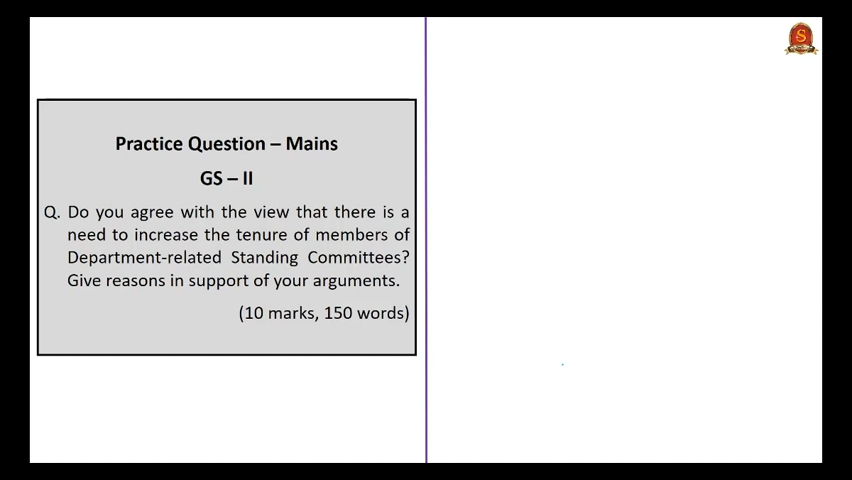 Practice Question – Mains
GS – II
Q. Do you agree with the view that there is a
need to increase the tenure of members of
Department-related Standing Committees?
Give reasons in support of your arguments.
(10 marks, 150 words)
S